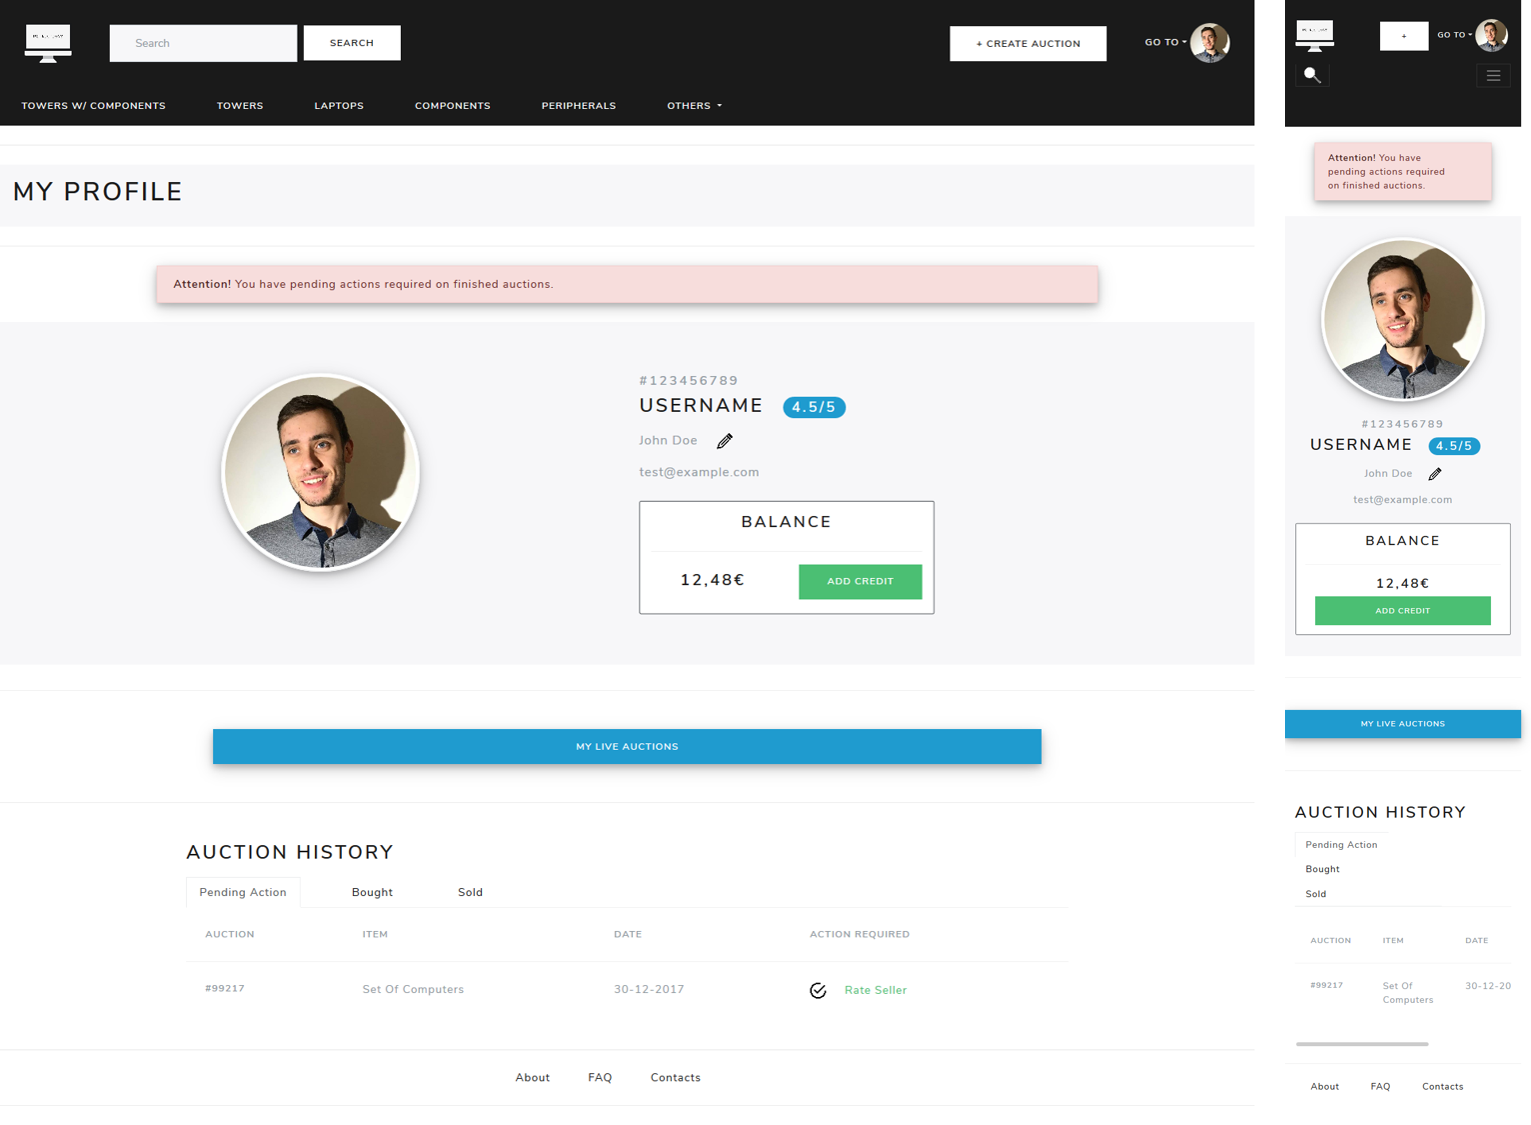 Search
SEARCH
+ CREATE AUCTION
GO TO
TOWERS W/ COMPONENTS
TOWERS
LAPTOPS
COMPONENTS
PERIPHERALS
OTHERS
MY PROFILE
Attention! You have pending actions required on finished auctions.
#123456789
USERNAME 4.5/5
John Doe
test@example.com
BALANCE
12,48€
ADD CREDIT
MY LIVE AUCTIONS
AUCTION HISTORY
Pending Action
Bought
Sold
AUCTION
ITEM
DATE
ACTION REQUIRED
#99217
Set Of Computers
30-12-2017
Rate Seller
About
FAQ
Contacts
+
GO TO
Attention! You have
pending actions required
on finished auctions.
#123456789
USERNAME 4.5/5
John Doe
test@example.com
BALANCE
12,48€
ADD CREDIT
MY LIVE AUCTIONS
AUCTION HISTORY
Pending Action
Bought
Sold
AUCTION
ITEM
DATE
#99217
Set Of
Computers
30-12-20
About
FAQ
Contacts